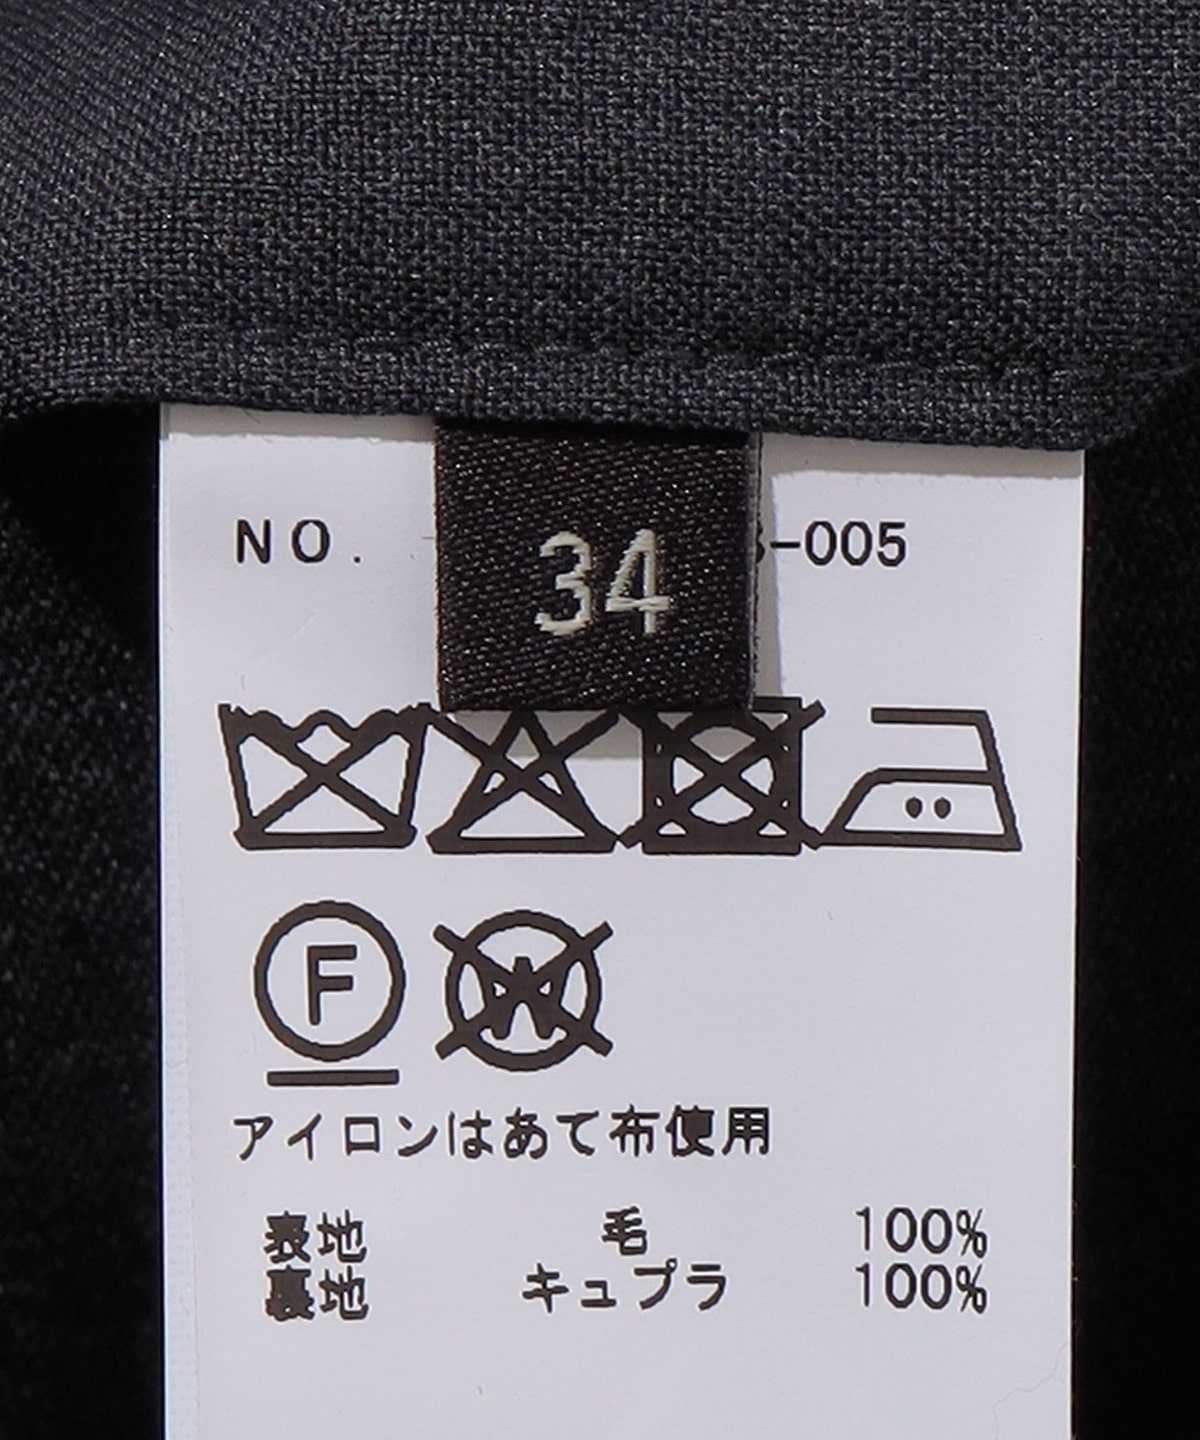 NO. -005
34
F
W
アイロンはあて布使用
表地 毛 100%
裏地 キュプラ 100%